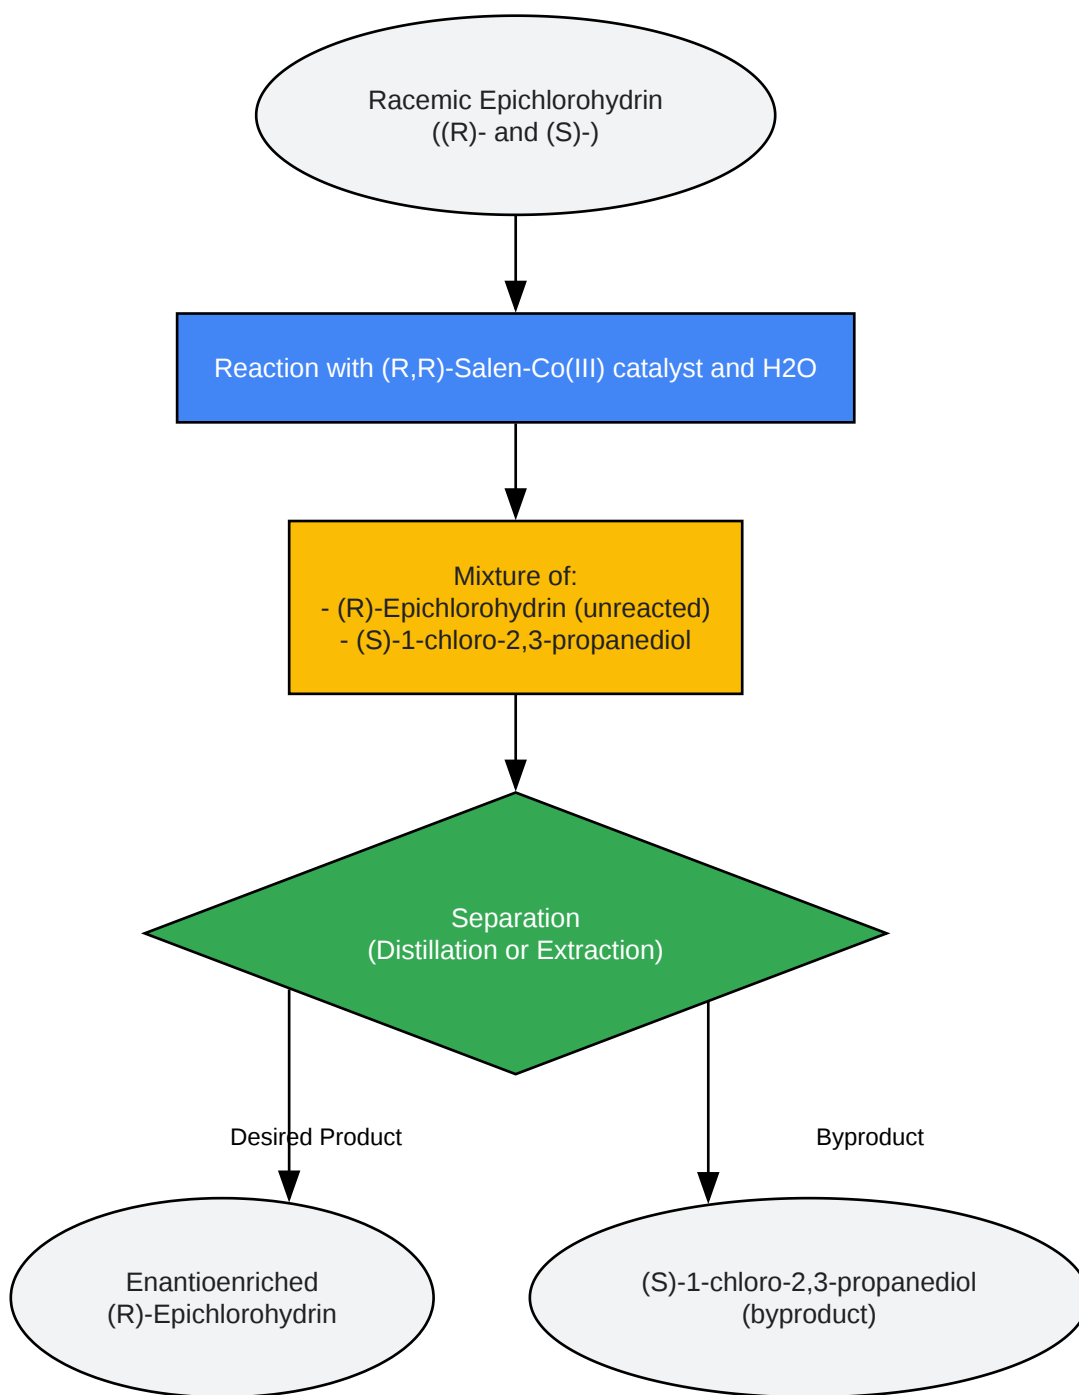 Racemic Epichlorohydrin
((R)- and (S)-)
Reaction with (R,R)-Salen-Co(III) catalyst and H2O
Mixture of:
- (R)-Epichlorohydrin (unreacted)
- (S)-1-chloro-2,3-propanediol
Separation
(Distillation or Extraction)
Desired Product
Byproduct
Enantioenriched
(R)-Epichlorohydrin
(S)-1-chloro-2,3-propanediol
(byproduct)